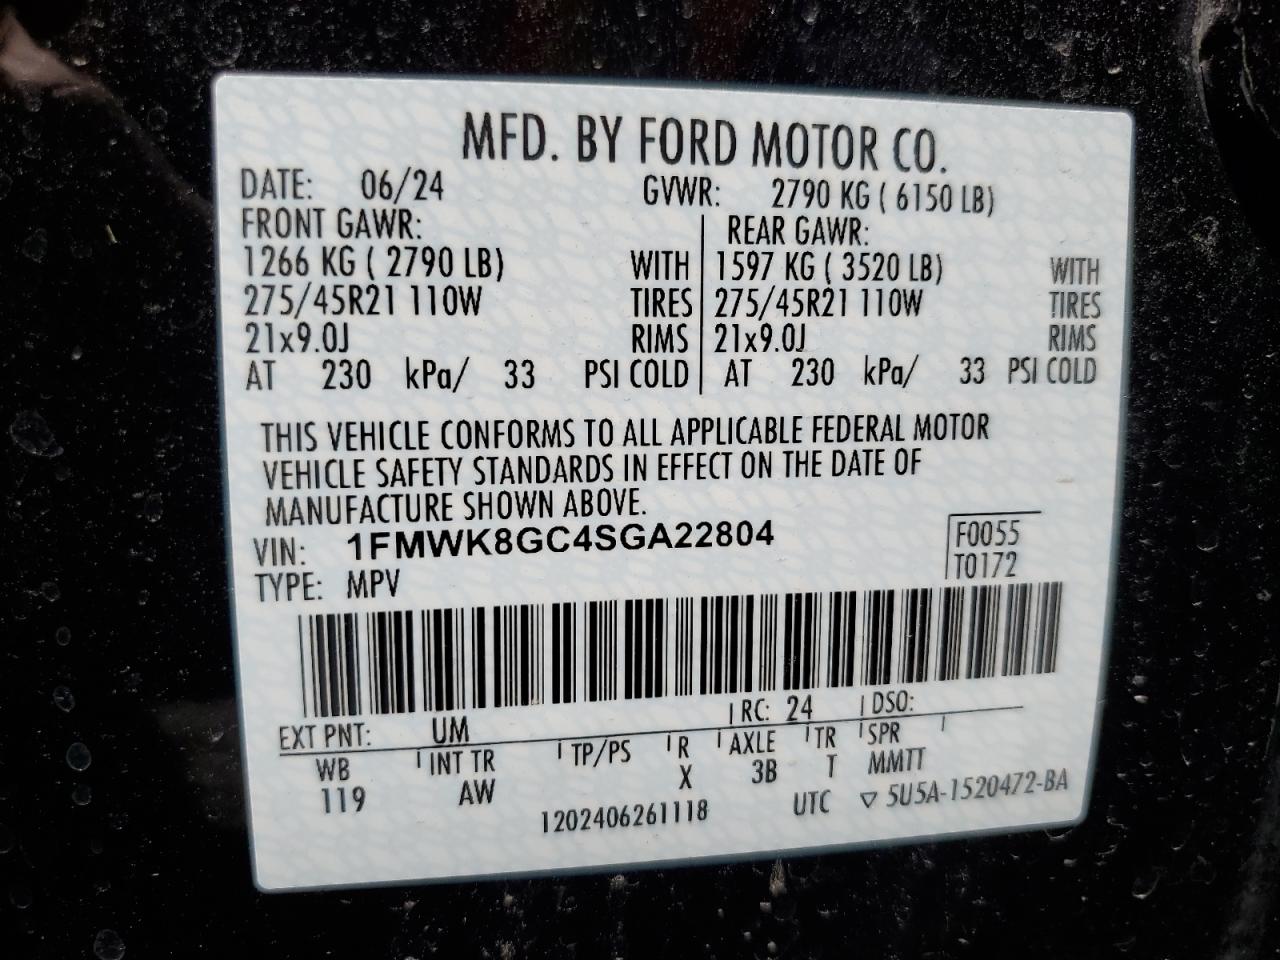 MFD. BY FORD MOTOR CO.
DATE: 06/24 GVWR: 2790 KG ( 6150 LB)
FRONT GAWR: REAR GAWR:
1266 KG ( 2790 LB) WITH 1597 KG ( 3520 LB) WITH
275/45R21 110W TIRES 275/45R21 110W TIRES
21x9.0J RIMS 21x9.0J RIMS
AT 230 kPa/ 33 PSI COLD AT 230 kPa/ 33 PSI COLD
THIS VEHICLE CONFORMS TO ALL APPLICABLE FEDERAL MOTOR
VEHICLE SAFETY STANDARDS IN EFFECT ON THE DATE OF
MANUFACTURE SHOWN ABOVE.
VIN: 1FMWK8GC4SGA22804 F0055
TYPE: MPV T0172
EXT PNT: UM RC: 24 DSO:
WB INT TR TP/PS R AXLE TR SPR
119 AW X 3B T MMTT
1202406261118 UTC ▽ 5U5A-1520472-BA